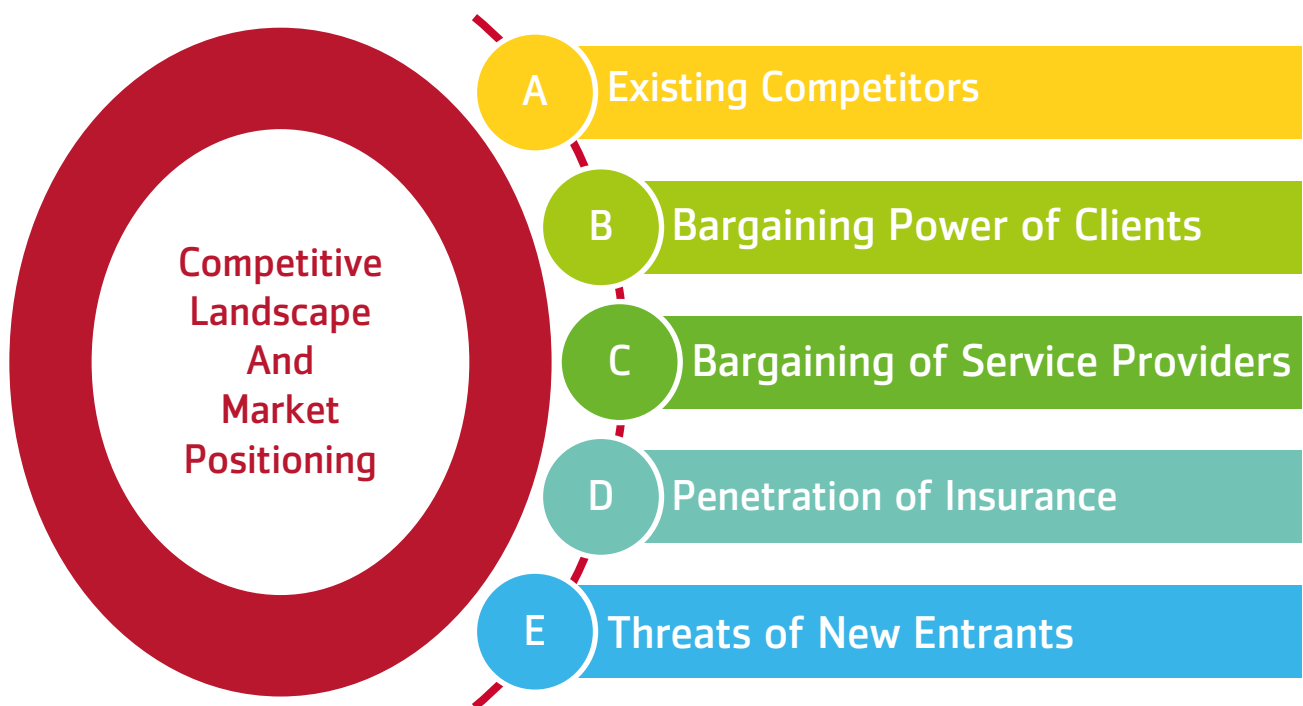 Competitive
Landscape
And
Market
Positioning
A
Existing Competitors
B
Bargaining Power of Clients
C
Bargaining of Service Providers
D
Penetration of Insurance
E
Threats of New Entrants